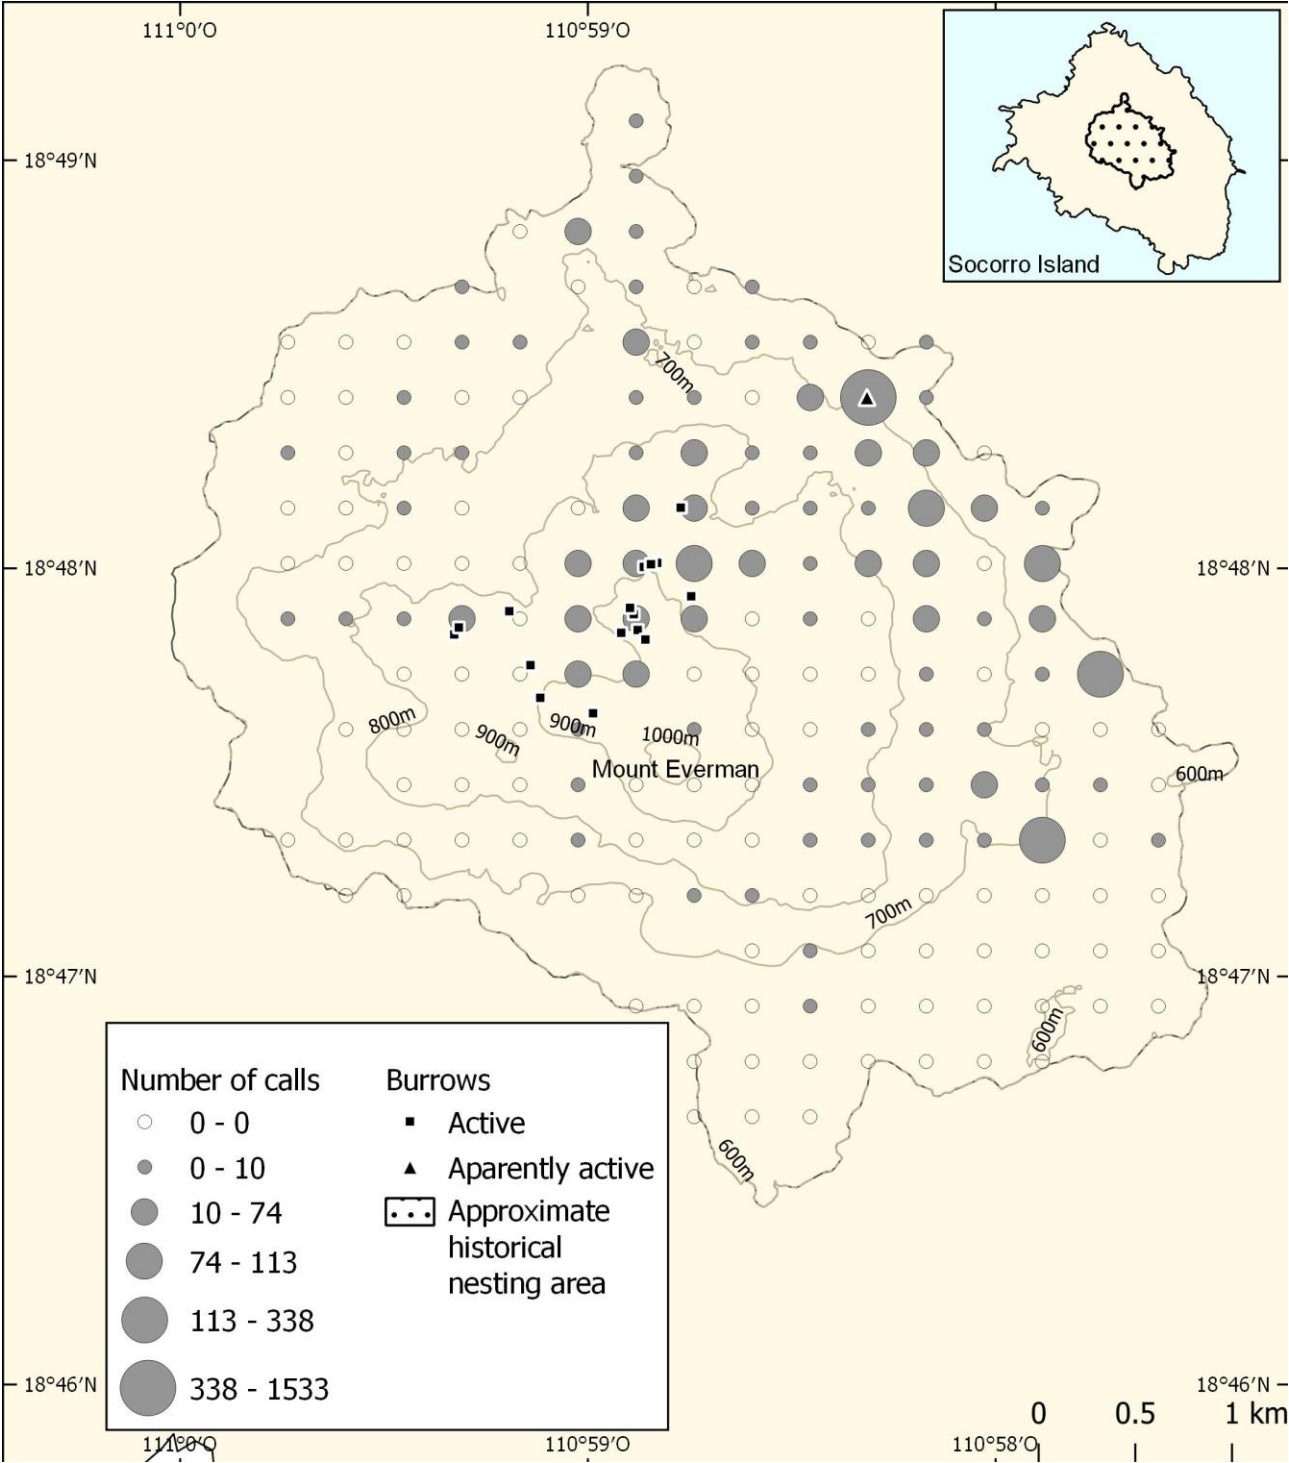 111°0′O
110°59′O
18°49′N
Socorro Island
700m
18°48′N
18°48′N
800m
900m
900m
1000m
Mount Everman
600m
700m
18°47′N
18°47′N
600m
600m
Number of calls
0 - 0
0 - 10
10 - 74
74 - 113
113 - 338
338 - 1533
Burrows
Active
Aparently active
Approximate
historical
nesting area
18°46′N
18°46′N
0 0.5 1 km
111°0′O
110°59′O
110°58′O